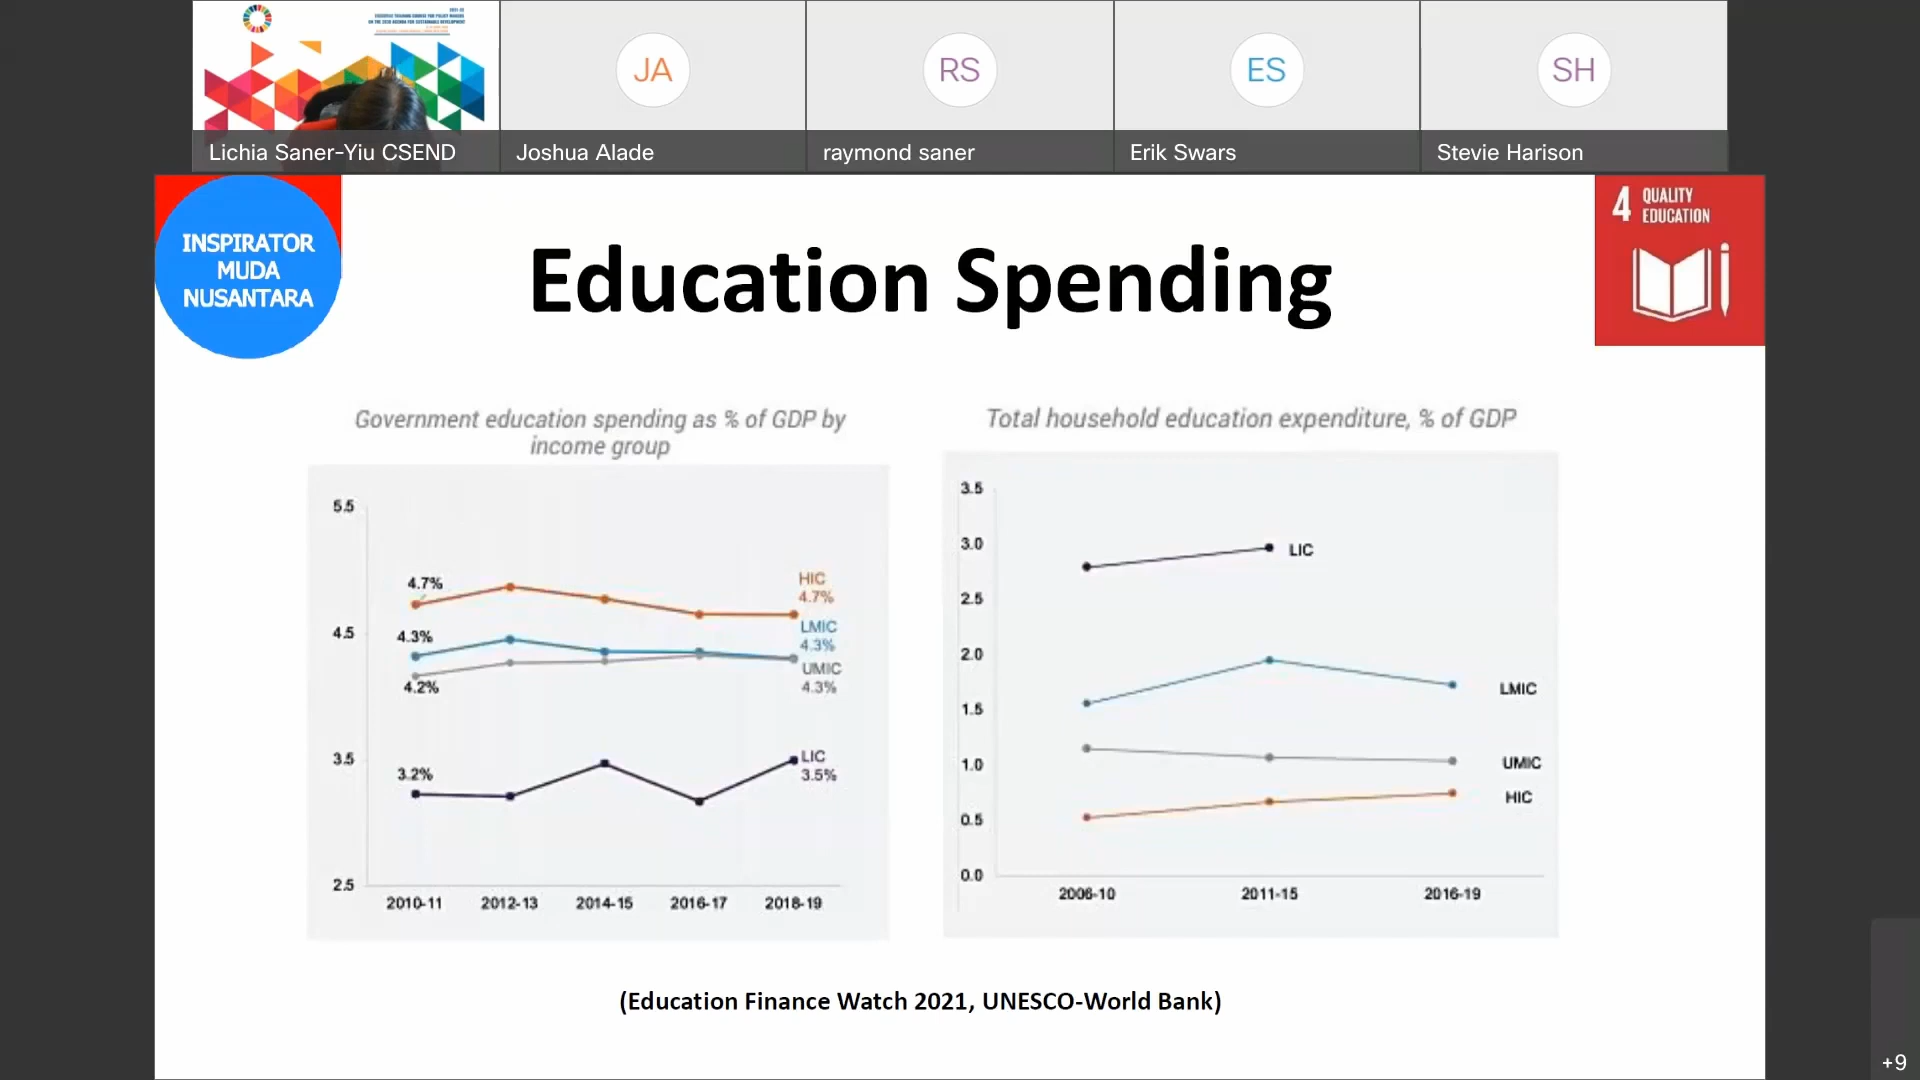 JA
RS
ES
SH
Lichia Saner-Yiu CSEND
Joshua Alade
raymond saner
Erik Swars
Stevie Harison
INSPIRATOR
MUDA
NUSANTARA
4 QUALITY
EDUCATION
Education Spending
Government education spending as % of GDP by
income group
5.5
4.5
3.5
2.5
4.7%
4.3%
4.2%
3.2%
HIC
4.7%
LMIC
4.3%
UMIC
4.3%
LIC
3.5%
2010-11 2012-13 2014-15 2016-17 2018-19
Total household education expenditure, % of GDP
3.5
3.0
2.5
2.0
1.5
1.0
0.5
0.0
LIC
LMIC
UMIC
HIC
2006-10 2011-15 2016-19
(Education Finance Watch 2021, UNESCO-World Bank)
+9